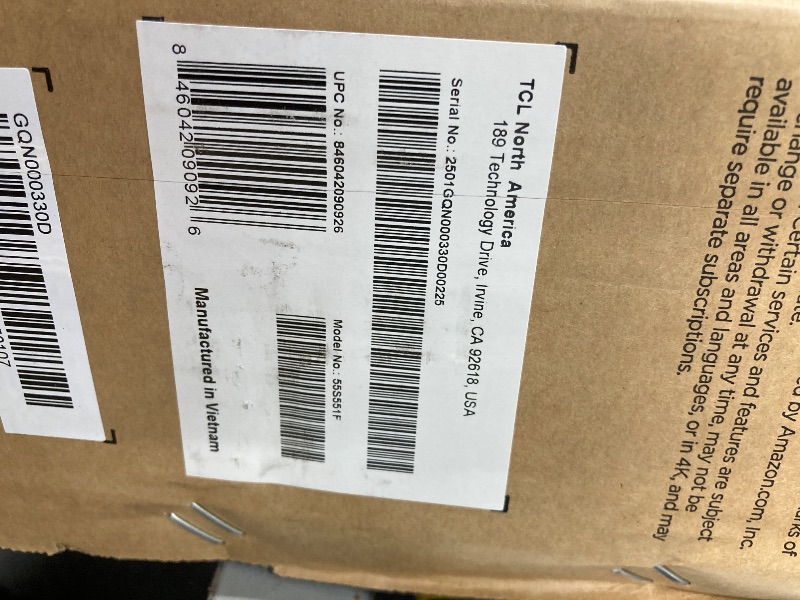 TCL North America
189 Technology Drive, Irvine, CA 92618, USA
Serial No.: 2501GQN000330D00225
UPC No.: 846042090926
8 46042 09092 6
Model No.: 55S551F
Manufactured in Vietnam
GQN000330D
by Amazon.com, Inc,
Certain services and features are subject
change or withdrawal at any time, may not be
available in all areas and languages, or in 4K, and may
require separate subscriptions.